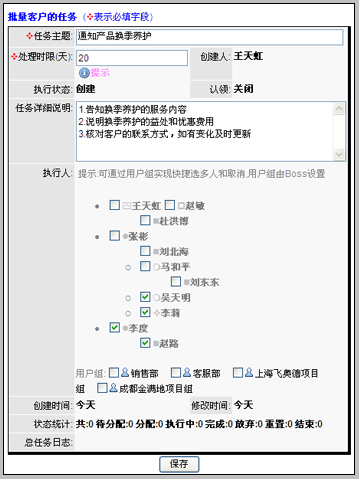 批量客户的任务 (❖表示必填字段)
❖任务主题: 通知产品换季养护
❖处理时限(天): 20 创建人: 王天虹
提示
执行状态: 创建 认领: 关闭
任务详细说明: 1.告知换季养护的服务内容
2.说明换季养护的益处和优惠费用
3.核对客户的联系方式，如有变化及时更新
执行人: 提示:可通过用户组实现快捷选多人和取消,用户组由Boss设置
王天虹 赵敏
杜洪博
张彬
刘北海
马和平
刘东东
吴天明
李莉
李度
赵路
用户组: 销售部 客服部 上海飞奥德项目
组 成都金满地项目组
创建时间: 今天 修改时间: 今天
状态统计: 共:0 待分配:0 分配:0 执行中:0 完成:0 放弃:0 重置:0 结束:0
总任务日志:
保存